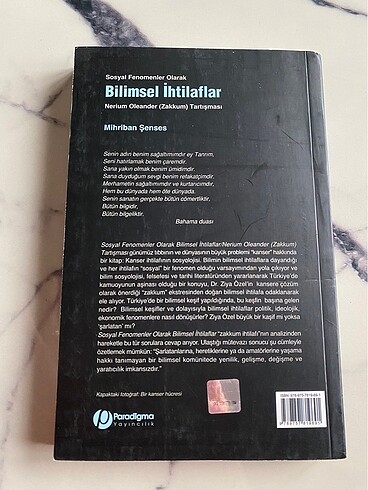 Sosyal Fenomenler Olarak
Bilimsel İhtilaflar
Nerium Oleander (Zakkum) Tartışması
Mihriban Şenses
Senin adın benim sağaltımımdır ey Tanrım,
Seni hatırlamak benim çaremdir.
Sana yakın olmak benim ümidimdir.
Sana duyduğum sevgi benim refakatçimdir.
Merhametin sağaltımımdır ve kurtarıcımdır,
Hem bu dünyada hem öte dünyada.
Senin sanatın gerçekte bütün cömertliktir,
Bütün bilgidir,
Bütün bilgeliktir.
Bahama duası
Sosyal Fenomenler Olarak Bilimsel İhtilaflar/Nerium Oleander (Zakkum)
Tartışması günümüz tıbbının ve dünyasının büyük problemi "kanser" hakkında
bir kitap: Kanser ihtilafının sosyolojisi. Bilimin bilimsel ihtilaflara dayandığı
ve her ihtilafın "sosyal" bir fenomen olduğu varsayımından yola çıkıyor ve
bilim sosyolojisi, felsefesi ve tarihi literatüründen yararlanarak Türkiye'de
kamuoyunun aşinası olduğu bir konuyu, Dr. Ziya Özel'in kansere çözüm
olarak önerdiği "zakkum" ekstresinden doğan bilimsel ihtilafa odaklanarak
ele alıyor. Türkiye'de bir bilimsel keşif yapıldığında, bu keşfin başına gelen
nedir? Bilimsel keşifler ve dolayısıyla bilimsel ihtilaflar politik, ideolojik,
ekonomik fenomenlere nasıl dönüşürler? Ziya Özel büyük bir kaşif mı yoksa
'şarlatan' mı?
Sosyal Fenomenler Olarak Bilimsel İhtilaflar "zakkum ihtilafı"nın analizinden
hareketle bu tür sorulara cevap arıyor. Ulaştığı mütevazı sonucu şu cümleyle
özetlemek mümkün: "Şarlatanlarına, heretiklerine ya da amatörlerine yaşama
hakkı tanımayan bir bilimsel komünitede yenilik, gelişme, değişme ve
yaratıcılık imkansızdır."
Kapaktaki fotoğraf: Bir kanser hücresi
Paradigma
Yayıncılık